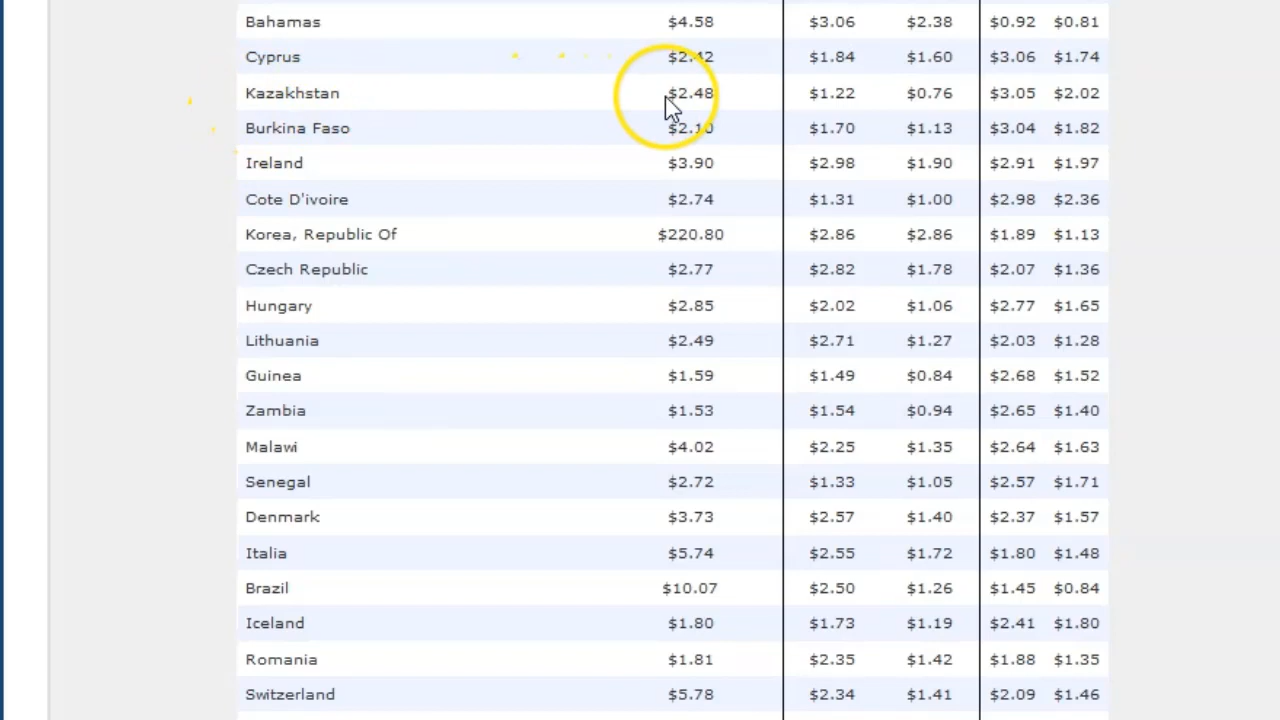 Bahamas $4.58 $3.06 $2.38 $0.92 $0.81
Cyprus $2.42 $1.84 $1.60 $3.06 $1.74
Kazakhstan $2.48 $1.22 $0.76 $3.05 $2.02
Burkina Faso $2.10 $1.70 $1.13 $3.04 $1.82
Ireland $3.90 $2.98 $1.90 $2.91 $1.97
Cote D'ivoire $2.74 $1.31 $1.00 $2.98 $2.36
Korea, Republic Of $220.80 $2.86 $2.86 $1.89 $1.13
Czech Republic $2.77 $2.82 $1.78 $2.07 $1.36
Hungary $2.85 $2.02 $1.06 $2.77 $1.65
Lithuania $2.49 $2.71 $1.27 $2.03 $1.28
Guinea $1.59 $1.49 $0.84 $2.68 $1.52
Zambia $1.53 $1.54 $0.94 $2.65 $1.40
Malawi $4.02 $2.25 $1.35 $2.64 $1.63
Senegal $2.72 $1.33 $1.05 $2.57 $1.71
Denmark $3.73 $2.57 $1.40 $2.37 $1.57
Italia $5.74 $2.55 $1.72 $1.80 $1.48
Brazil $10.07 $2.50 $1.26 $1.45 $0.84
Iceland $1.80 $1.73 $1.19 $2.41 $1.80
Romania $1.81 $2.35 $1.42 $1.88 $1.35
Switzerland $5.78 $2.34 $1.41 $2.09 $1.46